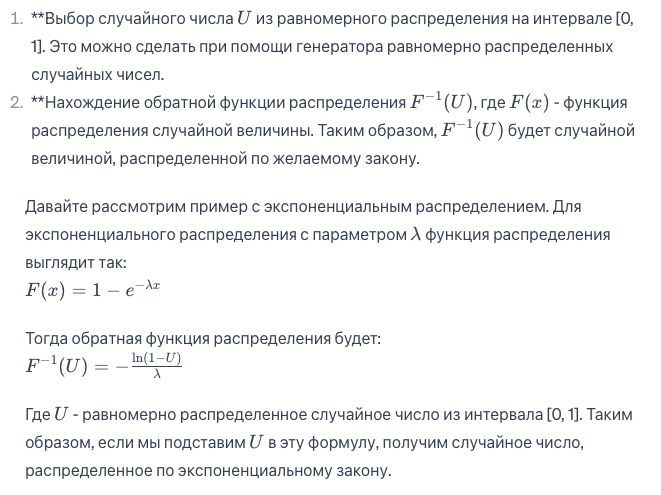 1. **Выбор случайного числа U из равномерного распределения на интервале [0,
1]. Это можно сделать при помощи генератора равномерно распределенных
случайных чисел.
2. **Нахождение обратной функции распределения F⁻¹(U), где F(x) - функция
распределения случайной величины. Таким образом, F⁻¹(U) будет случайной
величиной, распределенной по желаемому закону.
Давайте рассмотрим пример с экспоненциальным распределением. Для
экспоненциального распределения с параметром λ функция распределения
выглядит так:
F(x) = 1 − e^{−λx}
Тогда обратная функция распределения будет:
F⁻¹(U) = −\frac{ln(1−U)}{λ}
Где U - равномерно распределенное случайное число из интервала [0, 1]. Таким
образом, если мы подставим U в эту формулу, получим случайное число,
распределенное по экспоненциальному закону.